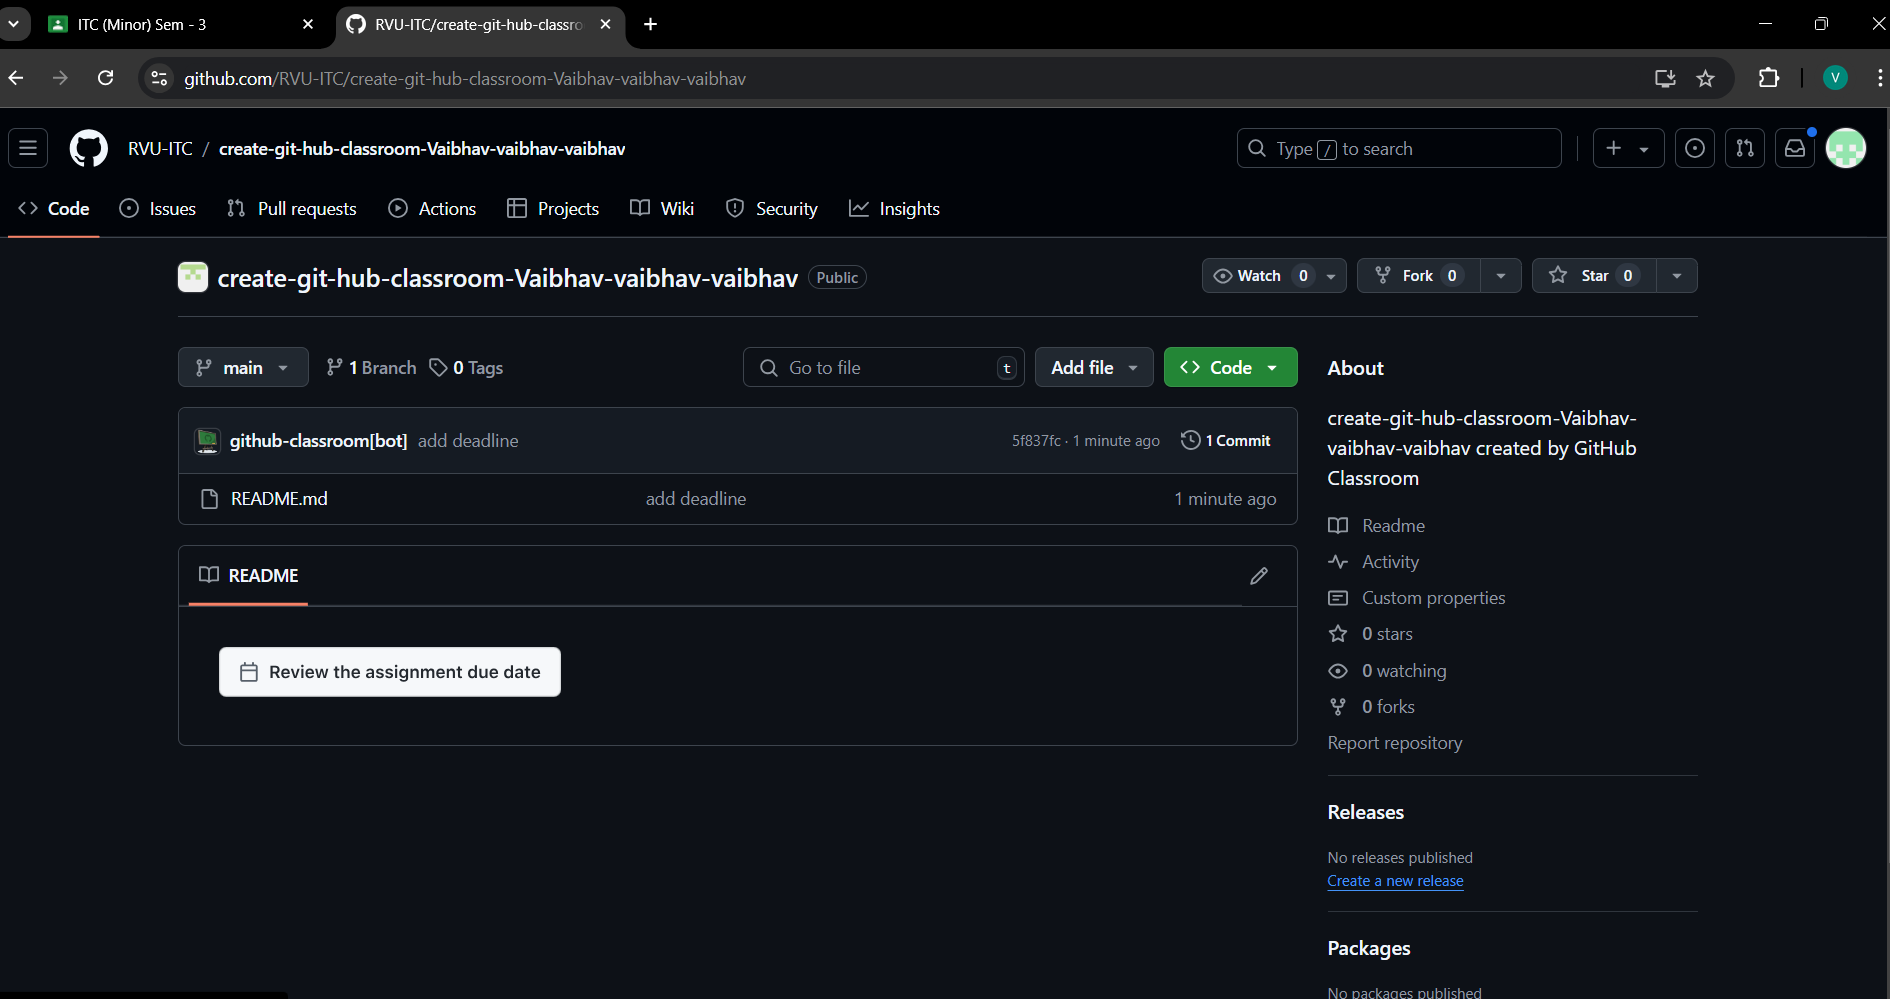 ITC (Minor) Sem - 3
RVU-ITC/create-git-hub-classro
github.com/RVU-ITC/create-git-hub-classroom-Vaibhav-vaibhav-vaibhav
V
RVU-ITC / create-git-hub-classroom-Vaibhav-vaibhav-vaibhav
Type / to search
Code Issues Pull requests Actions Projects Wiki Security Insights
create-git-hub-classroom-Vaibhav-vaibhav-vaibhav Public
Watch 0 Fork 0 Star 0
main 1 Branch 0 Tags
Go to file t Add file Code
github-classroom[bot] add deadline 5f837fc · 1 minute ago 1 Commit
README.md add deadline 1 minute ago
README
Review the assignment due date
About
create-git-hub-classroom-Vaibhav-
vaibhav-vaibhav created by GitHub
Classroom
Readme
Activity
Custom properties
0 stars
0 watching
0 forks
Report repository
Releases
No releases published
Create a new release
Packages
No packages published